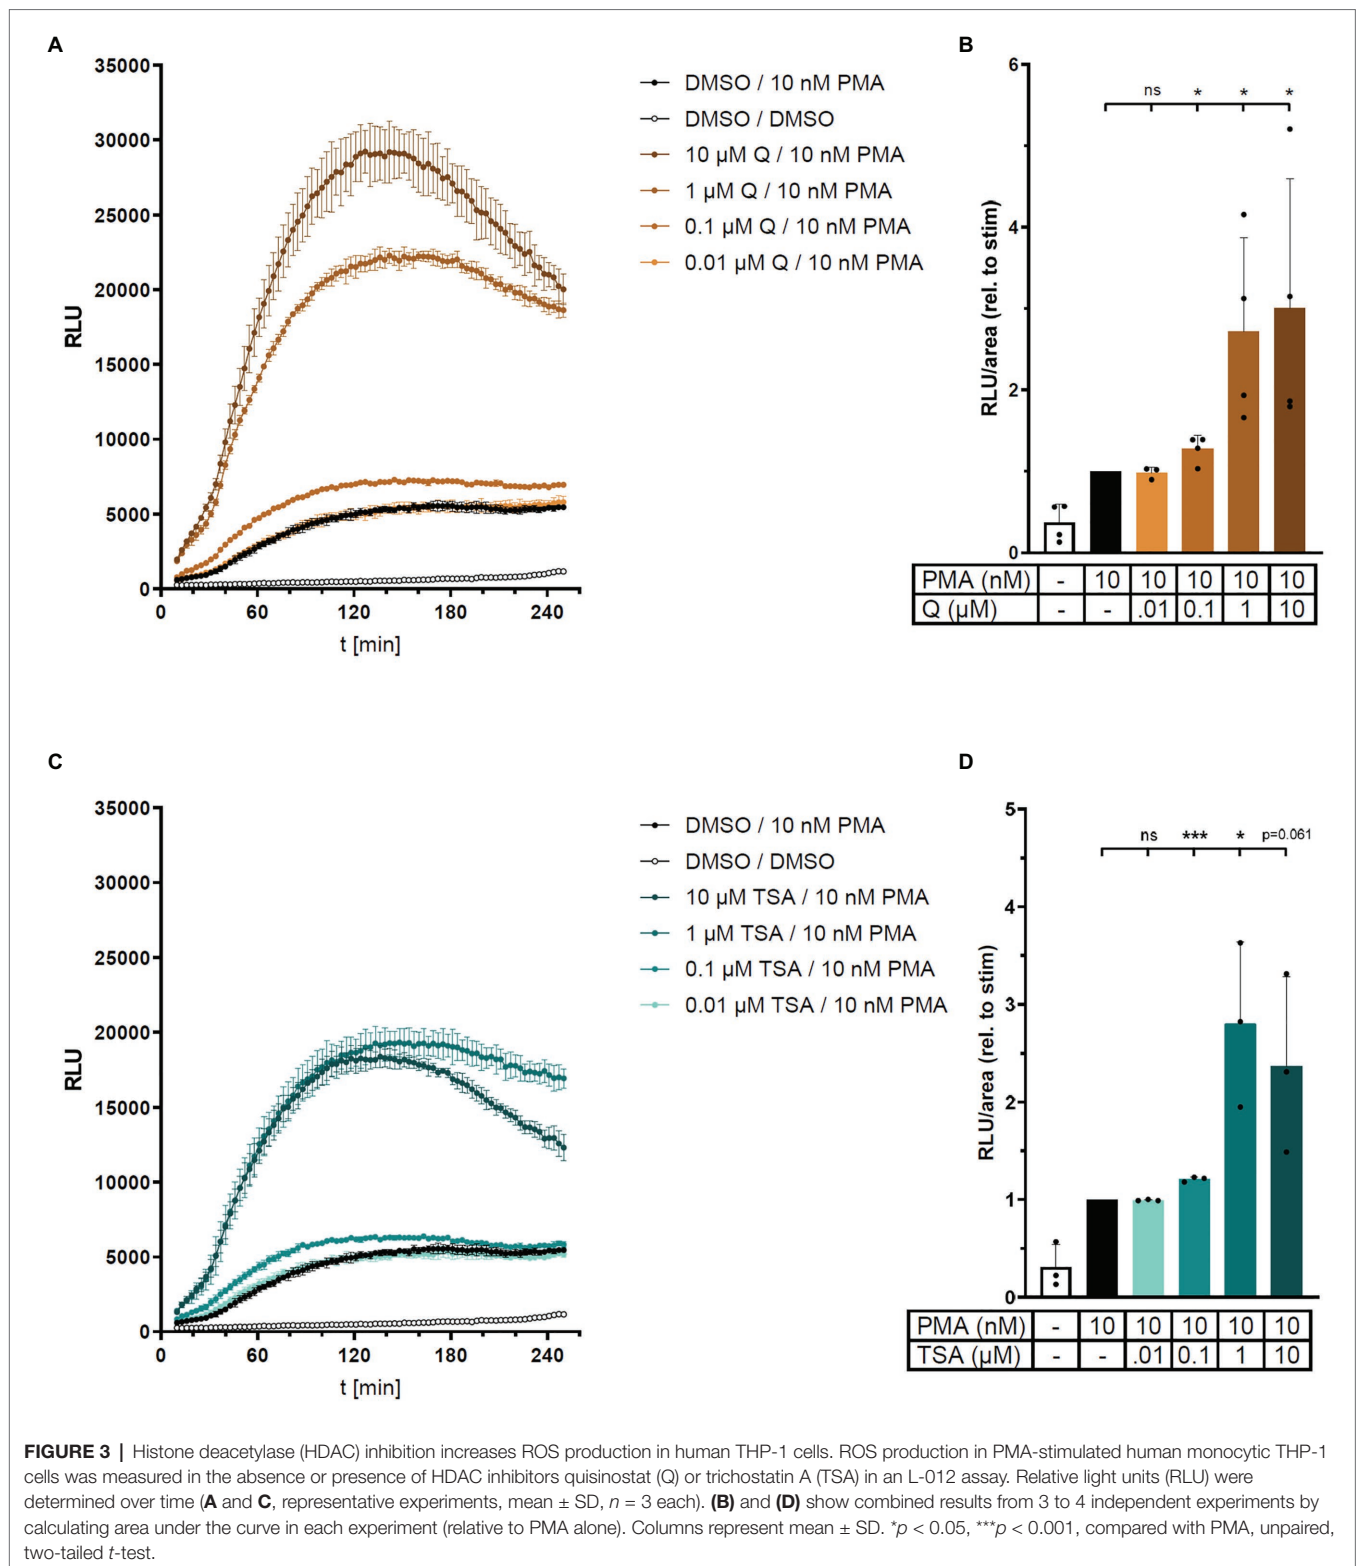 A
35000
30000
25000
20000
15000
10000
5000
0
RLU
0 60 120 180 240
t [min]
DMSO / 10 nM PMA
DMSO / DMSO
10 µM Q / 10 nM PMA
1 µM Q / 10 nM PMA
0.1 µM Q / 10 nM PMA
0.01 µM Q / 10 nM PMA
B
6
4
2
0
RLU/area (rel. to stim)
ns * * *
PMA (nM) - 10 10 10 10 10
Q (µM) - - .01 0.1 1 10
C
35000
30000
25000
20000
15000
10000
5000
0
RLU
0 60 120 180 240
t [min]
DMSO / 10 nM PMA
DMSO / DMSO
10 µM TSA / 10 nM PMA
1 µM TSA / 10 nM PMA
0.1 µM TSA / 10 nM PMA
0.01 µM TSA / 10 nM PMA
D
5
4
3
2
1
0
RLU/area (rel. to stim)
ns *** * p=0.061
PMA (nM) - 10 10 10 10 10
TSA (µM) - - .01 0.1 1 10
FIGURE 3 | Histone deacetylase (HDAC) inhibition increases ROS production in human THP-1 cells. ROS production in PMA-stimulated human monocytic THP-1
cells was measured in the absence or presence of HDAC inhibitors quisinostat (Q) or trichostatin A (TSA) in an L-012 assay. Relative light units (RLU) were
determined over time (A and C, representative experiments, mean ± SD, n = 3 each). (B) and (D) show combined results from 3 to 4 independent experiments by
calculating area under the curve in each experiment (relative to PMA alone). Columns represent mean ± SD. *p < 0.05, ***p < 0.001, compared with PMA, unpaired,
two-tailed t-test.